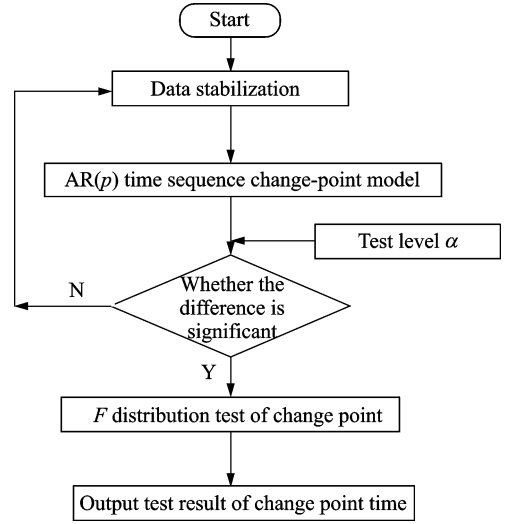 Start
Data stabilization
AR(p) time sequence change-point model
Test level α
Whether the
difference is
significant
N
Y
F distribution test of change point
Output test result of change point time